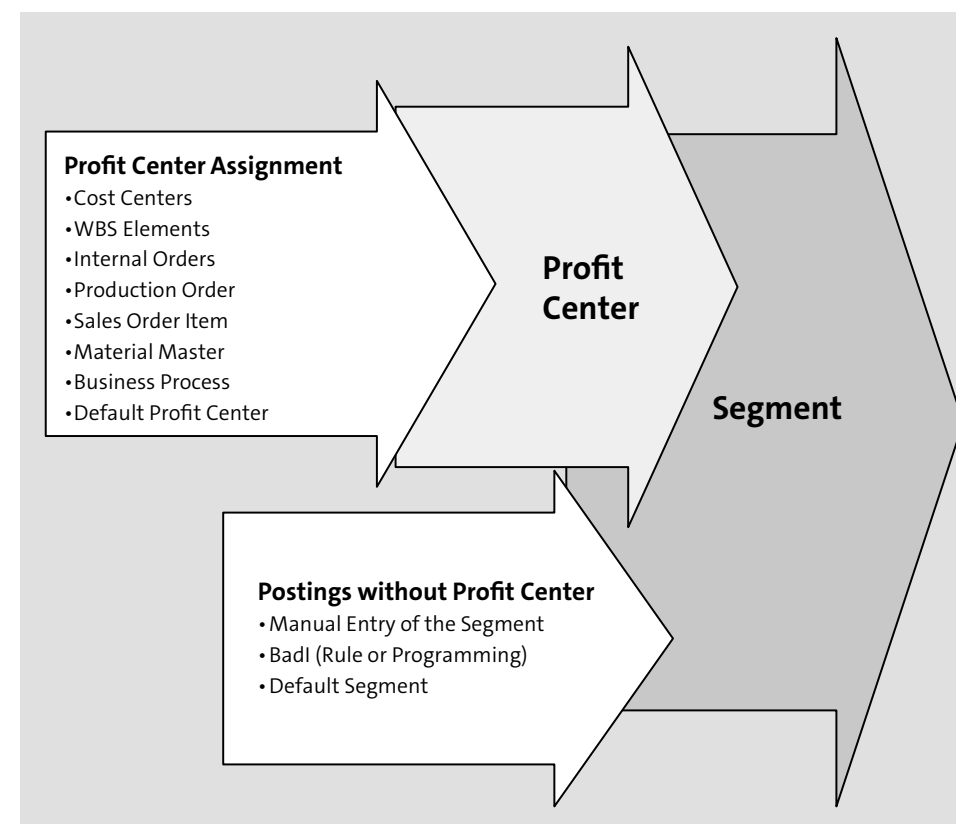 Profit Center Assignment
•Cost Centers
•WBS Elements
•Internal Orders
•Production Order
•Sales Order Item
•Material Master
•Business Process
•Default Profit Center
Profit
Center
Segment
Postings without Profit Center
•Manual Entry of the Segment
•BadI (Rule or Programming)
•Default Segment